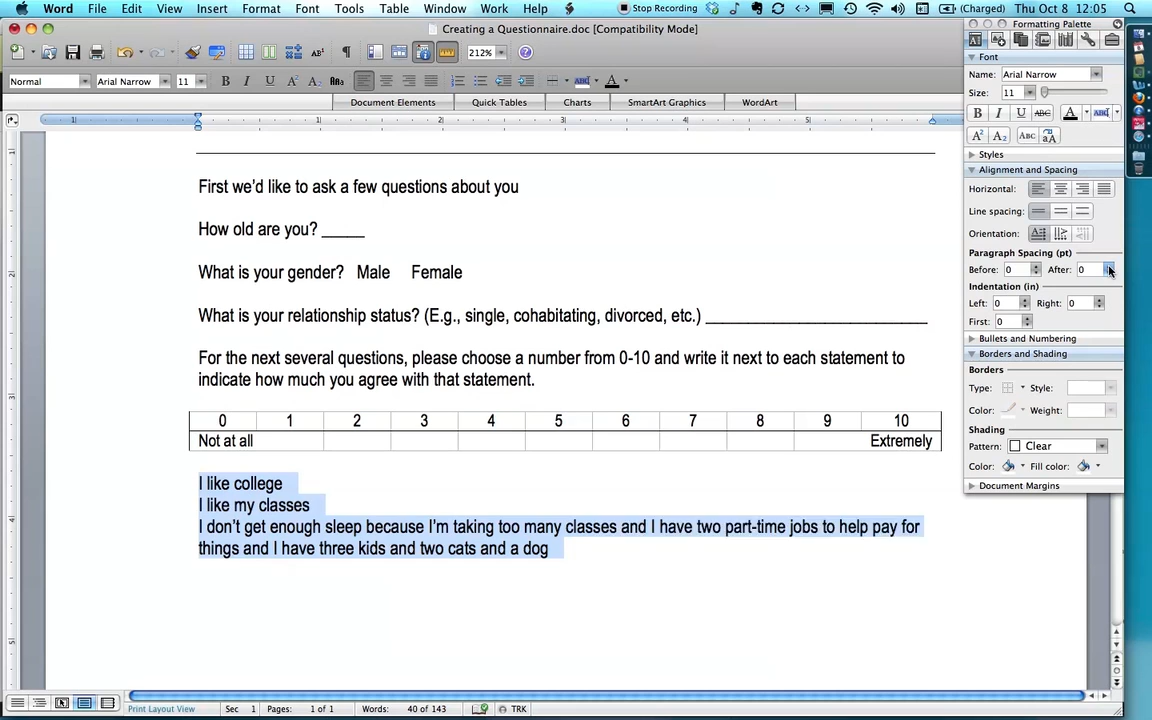 Word File Edit View Insert Format Font Tools Table Window Work Help Stop Recording (Charged) Thu Oct 8 12:05
Creating a Questionnaire.doc [Compatibility Mode]
Formatting Palette
212%
Normal Arial Narrow 11 B I U A² A₂ Aa
Document Elements Quick Tables Charts SmartArt Graphics WordArt
Font
Name: Arial Narrow
Size: 11
B I U ABC A ABC
A² A₂ ABC aA
Styles
Alignment and Spacing
Horizontal:
Line spacing:
Orientation:
Paragraph Spacing (pt)
Before: 0 After: 0
Indentation (in)
Left: 0 Right: 0
First: 0
Bullets and Numbering
Borders and Shading
Borders
Type: Style:
Color: Weight:
Shading
Pattern: Clear
Color: Fill color:
Document Margins
First we'd like to ask a few questions about you
How old are you? _____
What is your gender? Male Female
What is your relationship status? (E.g., single, cohabitating, divorced, etc.) __________________________
For the next several questions, please choose a number from 0-10 and write it next to each statement to
indicate how much you agree with that statement.
0 1 2 3 4 5 6 7 8 9 10
Not at all Extremely
I like college
I like my classes
I don't get enough sleep because I'm taking too many classes and I have two part-time jobs to help pay for
things and I have three kids and two cats and a dog
Print Layout View Sec 1 Pages: 1 of 1 Words: 40 of 143 TRK